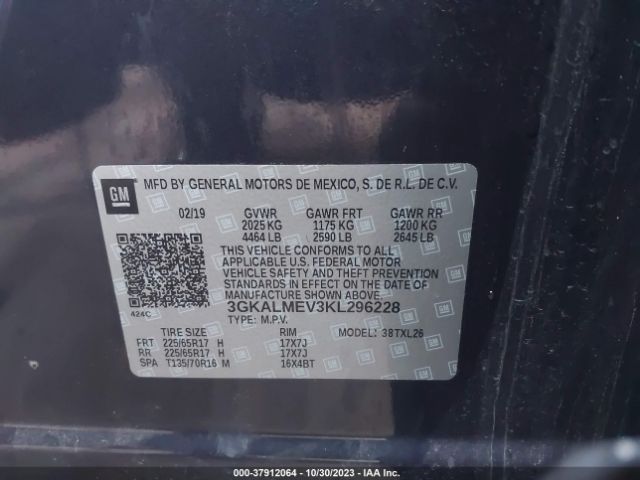 GM
MFD BY GENERAL MOTORS DE MEXICO, S. DE R.L. DE C.V.
02/19 GVWR GAWR FRT GAWR RR
2025 KG 1175 KG 1200 KG
4464 LB 2590 LB 2645 LB
THIS VEHICLE CONFORMS TO ALL
APPLICABLE U.S. FEDERAL MOTOR
VEHICLE SAFETY AND THEFT PREVENTION
STANDARDS IN EFFECT ON THE DATE OF
MANUFACTURE SHOWN ABOVE.
424C 3GKALMEV3KL296228
TYPE: M.P.V.
TIRE SIZE RIM MODEL: 38TXL26
FRT 225/65R17 H 17X7J
RR 225/65R17 H 17X7J
SPA T135/70R16 M 16X4BT
000-37912064 | 10/30/2023 | IAA Inc.